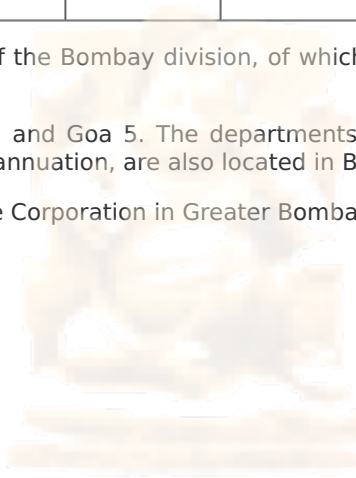 f the Bombay division, of which
and Goa 5. The departments
annuation, are also located in B
e Corporation in Greater Bomba